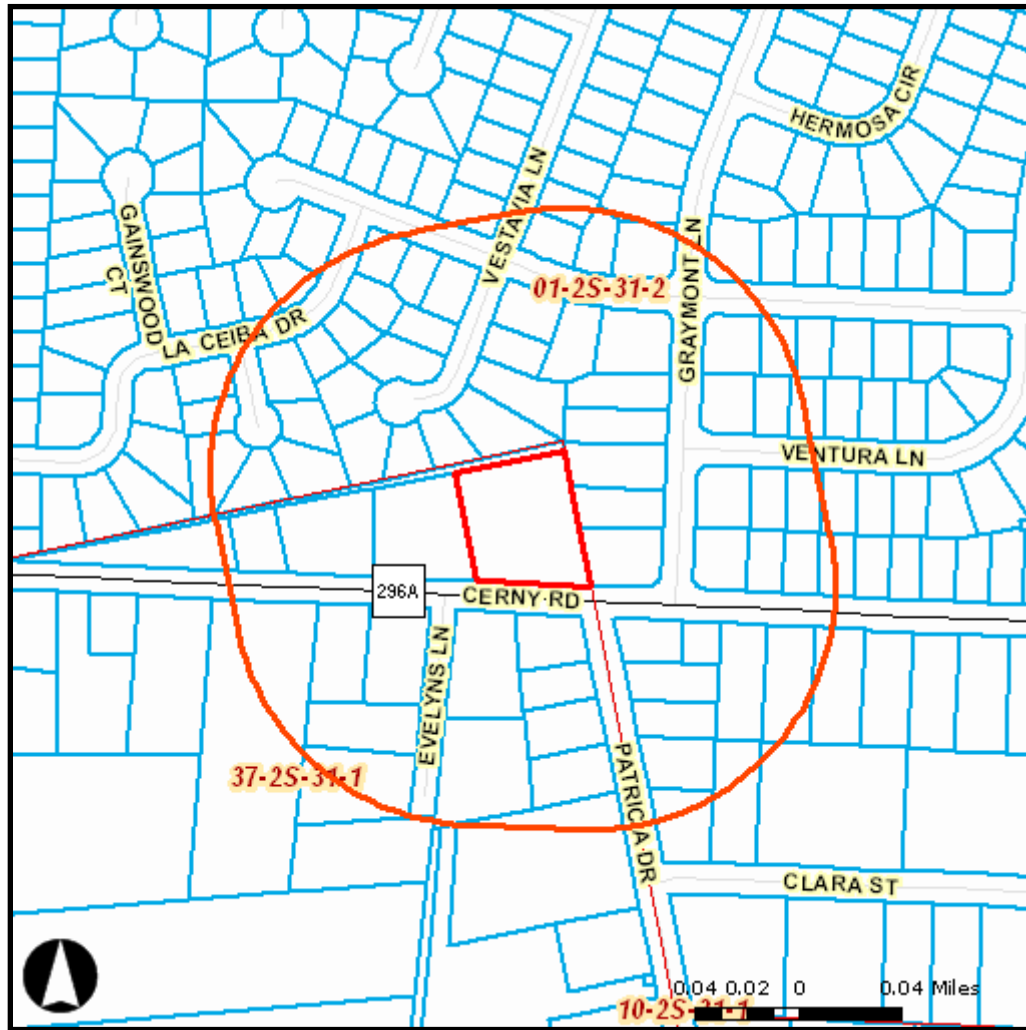 HERMOSA CIR
VESTAVIA LN
GAINSWOOD
CT
GRAYMONT LN
01-2S-31-2
LA CEIBA DR
VENTURA LN
296A
CERNY RD
EVELYNS LN
37-2S-31-1
PATRICIA DR
CLARA ST
0.04 0.02 0 0.04 Miles
10-2S-31-1